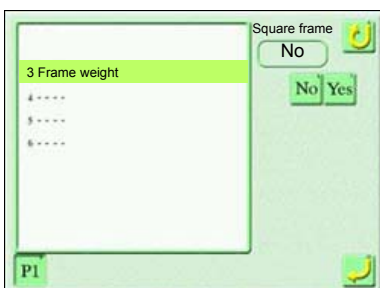 Square frame
No
3 Frame weight
No Yes
4 - - - -
5 - - - -
6 - - - -
P1